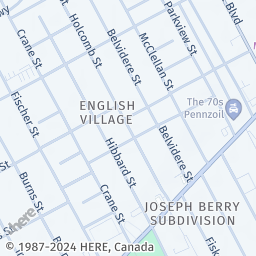 Crane St
Holcomb St
Belvidere St
McClellan St
Parkview St
Blvd
ENGLISH
VILLAGE
The 70s
Pennzoil
Fischer St
Hibbard St
Belvidere St
Burns St
Crane St
JOSEPH BERRY
SUBDIVISION
here
© 1987-2024 HERE, Canada